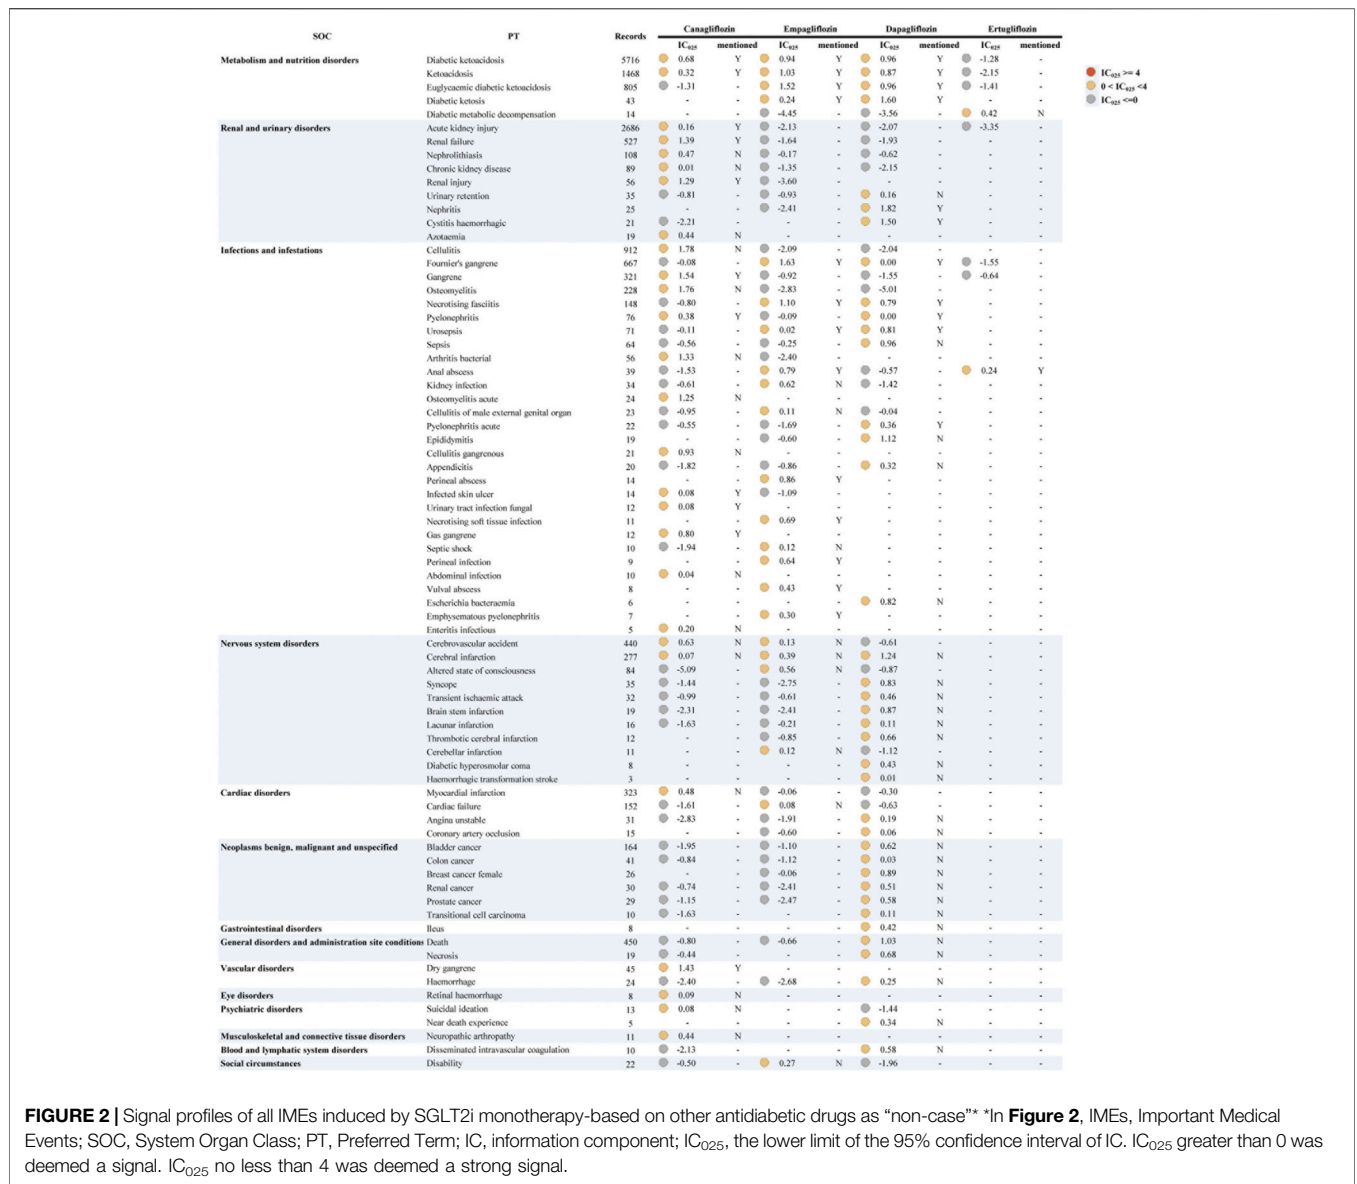 SOC PT Records Canagliflozin Empagliflozin Dapagliflozin Ertugliflozin
IC025 mentioned IC025 mentioned IC025 mentioned IC025 mentioned
Metabolism and nutrition disorders Diabetic ketoacidosis 5716 0.68 Y 0.94 Y 0.96 Y -1.28 -
Ketoacidosis 1468 0.32 Y 1.03 Y 0.87 Y -2.15 -
Euglycaemic diabetic ketoacidosis 805 -1.31 - 1.52 Y 0.96 Y -1.41 -
Diabetic ketosis 43 - - 0.24 Y 1.60 Y - -
Diabetic metabolic decompensation 14 - - -4.45 - -3.56 - 0.42 N
IC025 >= 4
0 < IC025 <4
IC025 <=0
Renal and urinary disorders Acute kidney injury 2686 0.16 Y -2.13 - -2.07 - -3.35 -
Renal failure 527 1.39 Y -1.64 - -1.93 - - -
Nephrolithiasis 108 0.47 N -0.17 - -0.62 - - -
Chronic kidney disease 89 0.01 N -1.35 - -2.15 - - -
Renal injury 56 1.29 Y -3.60 - - - - -
Urinary retention 35 -0.81 - -0.93 - 0.16 N - -
Nephritis 25 - - -2.41 - 1.82 Y - -
Cystitis haemorrhagic 21 -2.21 - - - 1.50 Y - -
Azotaemia 19 0.44 N - - - - - -
Infections and infestations Cellulitis 912 1.78 N -2.09 - -2.04 - - -
Fournier's gangrene 667 -0.08 - 1.63 Y 0.00 Y -1.55 -
Gangrene 321 1.54 Y -0.92 - -1.55 - -0.64 -
Osteomyelitis 228 1.76 N -2.83 - -5.01 - - -
Necrotising fasciitis 148 -0.80 - 1.10 Y 0.79 Y - -
Pyelonephritis 76 0.38 Y -0.09 - 0.00 Y - -
Urosepsis 71 -0.11 - 0.02 Y 0.81 Y - -
Sepsis 64 -0.56 - -0.25 - 0.96 N - -
Arthritis bacterial 56 1.33 N -2.40 - - - - -
Anal abscess 39 -1.53 - 0.79 Y -0.57 - 0.24 Y
Kidney infection 34 -0.61 - 0.62 N -1.42 - - -
Osteomyelitis acute 24 1.25 N - - - - - -
Cellulitis of male external genital organ 23 -0.95 - 0.11 N -0.04 - - -
Pyelonephritis acute 22 -0.55 - -1.69 - 0.36 Y - -
Epididymitis 19 - - -0.60 - 1.12 N - -
Cellulitis gangrenous 21 0.93 N - - - - - -
Appendicitis 20 -1.82 - -0.86 - 0.32 N - -
Perineal abscess 14 - - 0.86 Y - - - -
Infected skin ulcer 14 0.08 Y -1.09 - - - - -
Urinary tract infection fungal 12 0.08 Y - - - - - -
Necrotising soft tissue infection 11 - - 0.69 Y - - - -
Gas gangrene 12 0.80 Y - - - - - -
Septic shock 10 -1.94 - 0.12 N - - - -
Perineal infection 9 - - 0.64 Y - - - -
Abdominal infection 10 0.04 N - - - - - -
Vulval abscess 8 - - 0.43 Y - - - -
Escherichia bacteraemia 6 - - - - 0.82 N - -
Emphysematous pyelonephritis 7 - - 0.30 Y - - - -
Enteritis infectious 5 0.20 N - - - - - -
Nervous system disorders Cerebrovascular accident 440 0.63 N 0.13 N -0.61 - - -
Cerebral infarction 277 0.07 N 0.39 N 1.24 N - -
Altered state of consciousness 84 -5.09 - 0.56 N -0.87 - - -
Syncope 35 -1.44 - -2.75 - 0.83 N - -
Transient ischaemic attack 32 -0.99 - -0.61 - 0.46 N - -
Brain stem infarction 19 -2.31 - -2.41 - 0.87 N - -
Lacunar infarction 16 -1.63 - -0.21 - 0.11 N - -
Thrombotic cerebral infarction 12 - - -0.85 - 0.66 N - -
Cerebellar infarction 11 - - 0.12 N -1.12 - - -
Diabetic hyperosmolar coma 8 - - - - 0.43 N - -
Haemorrhagic transformation stroke 3 - - - - 0.01 N - -
Cardiac disorders Myocardial infarction 323 0.48 N -0.06 - -0.30 - - -
Cardiac failure 152 -1.61 - 0.08 N -0.63 - - -
Angina unstable 31 -2.83 - -1.91 - 0.19 N - -
Coronary artery occlusion 15 - - -0.60 - 0.06 N - -
Neoplasms benign, malignant and unspecified Bladder cancer 164 -1.95 - -1.10 - 0.62 N - -
Colon cancer 41 -0.84 - -1.12 - 0.03 N - -
Breast cancer female 26 - - -0.06 - 0.89 N - -
Renal cancer 30 -0.74 - -2.41 - 0.51 N - -
Prostate cancer 29 -1.15 - -2.47 - 0.58 N - -
Transitional cell carcinoma 10 -1.63 - - - 0.11 N - -
Gastrointestinal disorders Ileus 8 - - - - 0.42 N - -
General disorders and administration site conditions Death 450 -0.80 - -0.66 - 1.03 N - -
Necrosis 19 -0.44 - - - 0.68 N - -
Vascular disorders Dry gangrene 45 1.43 Y - - - - - -
Haemorrhage 24 -2.40 - -2.68 - 0.25 N - -
Eye disorders Retinal haemorrhage 8 0.09 N - - - - - -
Psychiatric disorders Suicidal ideation 13 0.08 N - - -1.44 - - -
Near death experience 5 - - - - 0.34 N - -
Musculoskeletal and connective tissue disorders Neuropathic arthropathy 11 0.44 N - - - - - -
Blood and lymphatic system disorders Disseminated intravascular coagulation 10 -2.13 - - - 0.58 N - -
Social circumstances Disability 22 -0.50 - 0.27 N -1.96 - - -
FIGURE 2 | Signal profiles of all IMEs induced by SGLT2i monotherapy-based on other antidiabetic drugs as “non-case”* *In Figure 2, IMEs, Important Medical
Events; SOC, System Organ Class; PT, Preferred Term; IC, information component; IC025, the lower limit of the 95% confidence interval of IC. IC025 greater than 0 was
deemed a signal. IC025 no less than 4 was deemed a strong signal.